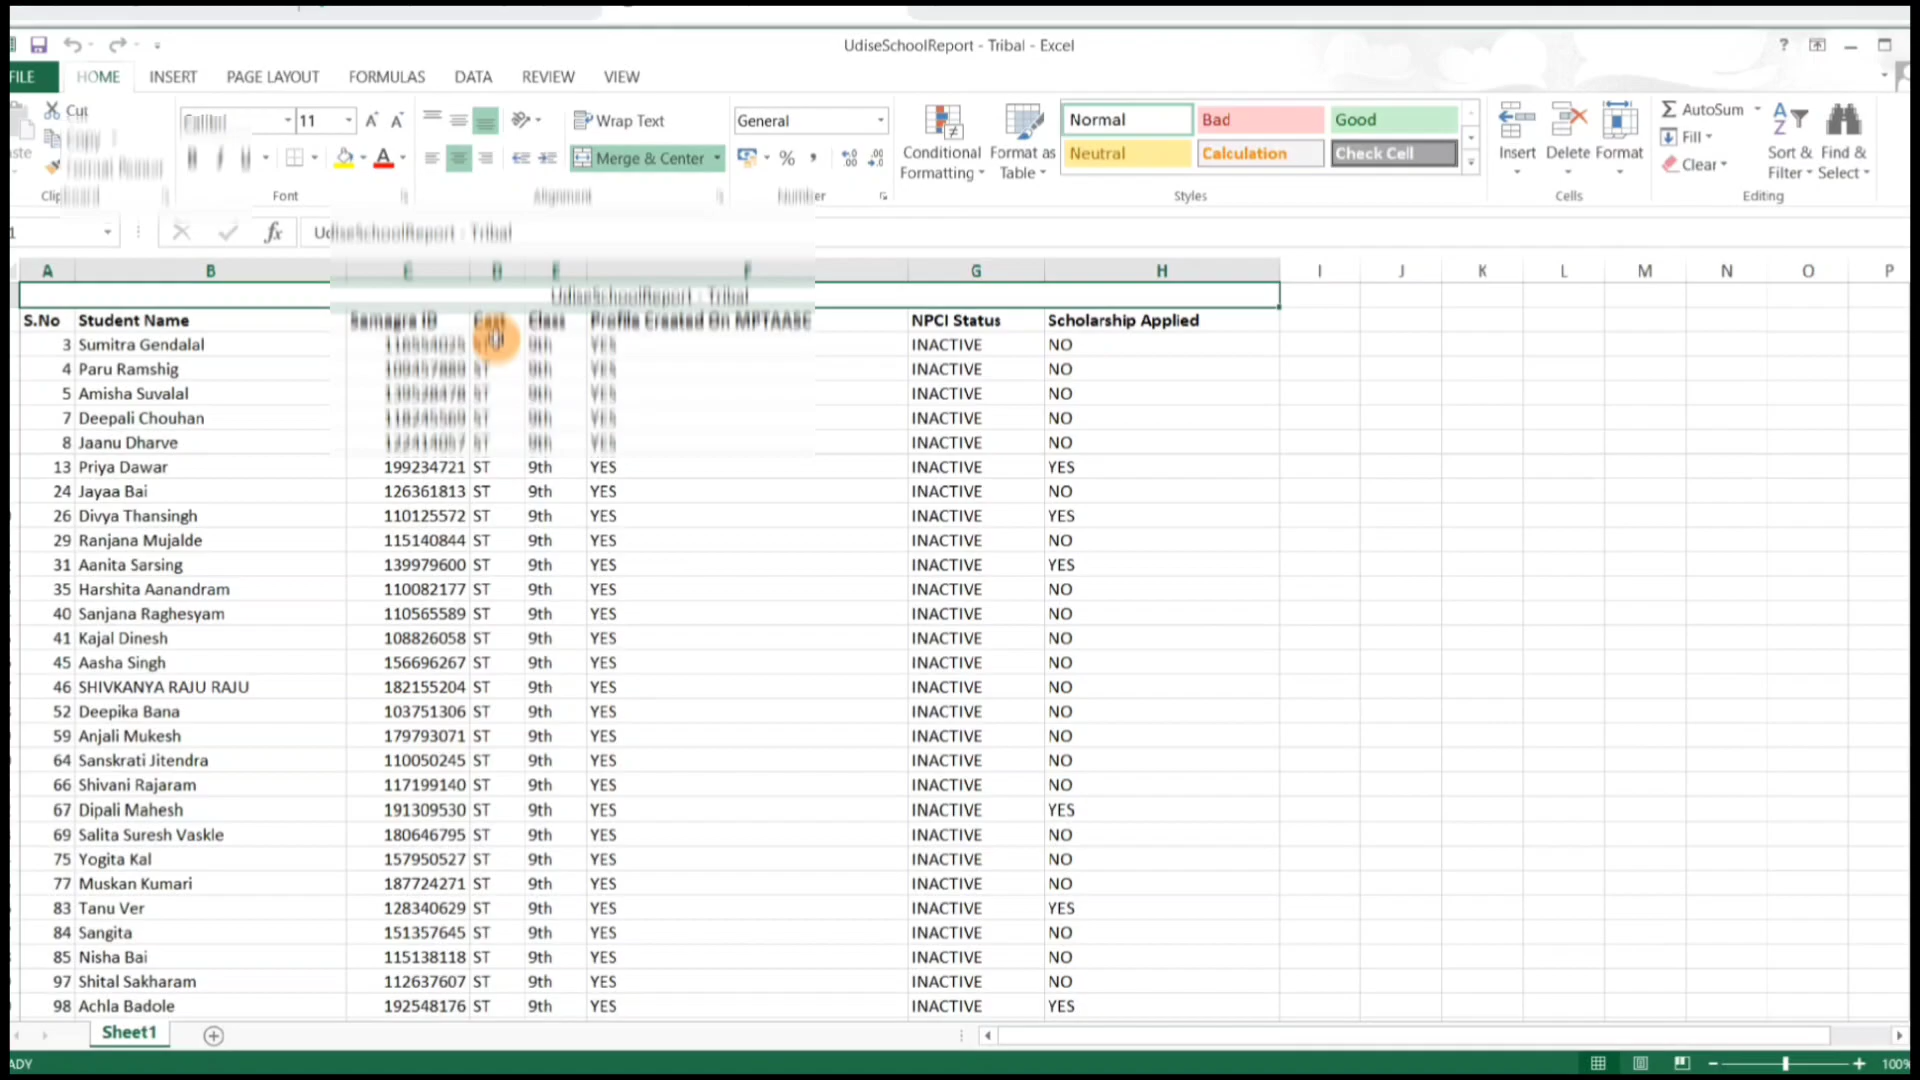 UdiseSchoolReport - Tribal - Excel
?
FILE HOME INSERT PAGE LAYOUT FORMULAS DATA REVIEW VIEW
Cut
11
Wrap Text
General
Merge & Center
%
Conditional Formatting
Format as Table
Normal Bad Good
Neutral Calculation Check Cell
Insert Delete Format
AutoSum
Fill
Clear
Sort & Filter
Find & Select
Font Alignment Number Styles Cells Editing
fx UdiseSchoolReport : Tribal
A B C D E F G H I J K L M N O P
UdiseSchoolReport : Tribal
S.No Student Name Samagra ID Cast Class Profile Created On MPTAASE NPCI Status Scholarship Applied
3 Sumitra Gendalal 9th YES INACTIVE NO
4 Paru Ramshig ST 9th YES INACTIVE NO
5 Amisha Suvalal ST 9th YES INACTIVE NO
7 Deepali Chouhan ST 9th YES INACTIVE NO
8 Jaanu Dharve ST 9th YES INACTIVE NO
13 Priya Dawar 199234721 ST 9th YES INACTIVE YES
24 Jayaa Bai 126361813 ST 9th YES INACTIVE NO
26 Divya Thansingh 110125572 ST 9th YES INACTIVE YES
29 Ranjana Mujalde 115140844 ST 9th YES INACTIVE NO
31 Aanita Sarsing 139979600 ST 9th YES INACTIVE YES
35 Harshita Aanandram 110082177 ST 9th YES INACTIVE NO
40 Sanjana Raghesyam 110565589 ST 9th YES INACTIVE NO
41 Kajal Dinesh 108826058 ST 9th YES INACTIVE NO
45 Aasha Singh 156696267 ST 9th YES INACTIVE NO
46 SHIVKANYA RAJU RAJU 182155204 ST 9th YES INACTIVE NO
52 Deepika Bana 103751306 ST 9th YES INACTIVE NO
59 Anjali Mukesh 179793071 ST 9th YES INACTIVE NO
64 Sanskrati Jitendra 110050245 ST 9th YES INACTIVE NO
66 Shivani Rajaram 117199140 ST 9th YES INACTIVE NO
67 Dipali Mahesh 191309530 ST 9th YES INACTIVE YES
69 Salita Suresh Vaskle 180646795 ST 9th YES INACTIVE NO
75 Yogita Kal 157950527 ST 9th YES INACTIVE NO
77 Muskan Kumari 187724271 ST 9th YES INACTIVE NO
83 Tanu Ver 128340629 ST 9th YES INACTIVE YES
84 Sangita 151357645 ST 9th YES INACTIVE NO
85 Nisha Bai 115138118 ST 9th YES INACTIVE NO
97 Shital Sakharam 112637607 ST 9th YES INACTIVE NO
98 Achla Badole 192548176 ST 9th YES INACTIVE YES
Sheet1
ADY 100%